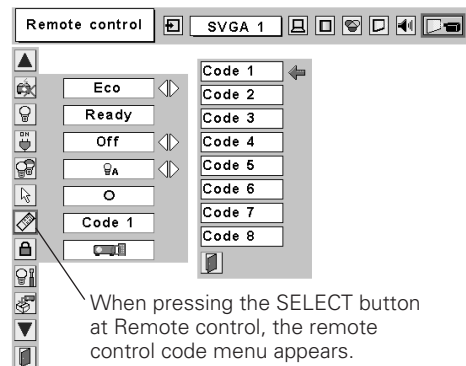 Remote control
SVGA 1
Eco
Ready
ON
Off
A
Code 1
Code 1
Code 2
Code 3
Code 4
Code 5
Code 6
Code 7
Code 8
When pressing the SELECT button
at Remote control, the remote
control code menu appears.